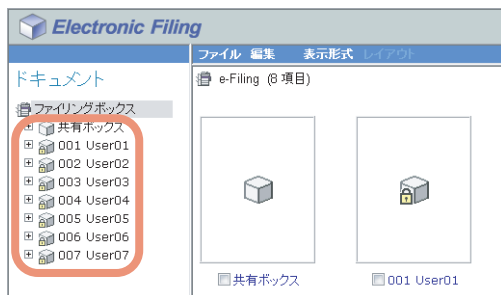 Electronic Filing
ファイル 編集 表示形式 レイアウト
ドキュメント
ファイリングボックス
共有ボックス
001 User01
002 User02
003 User03
004 User04
005 User05
006 User06
007 User07
e-Filing (8 項目)
共有ボックス
001 User01